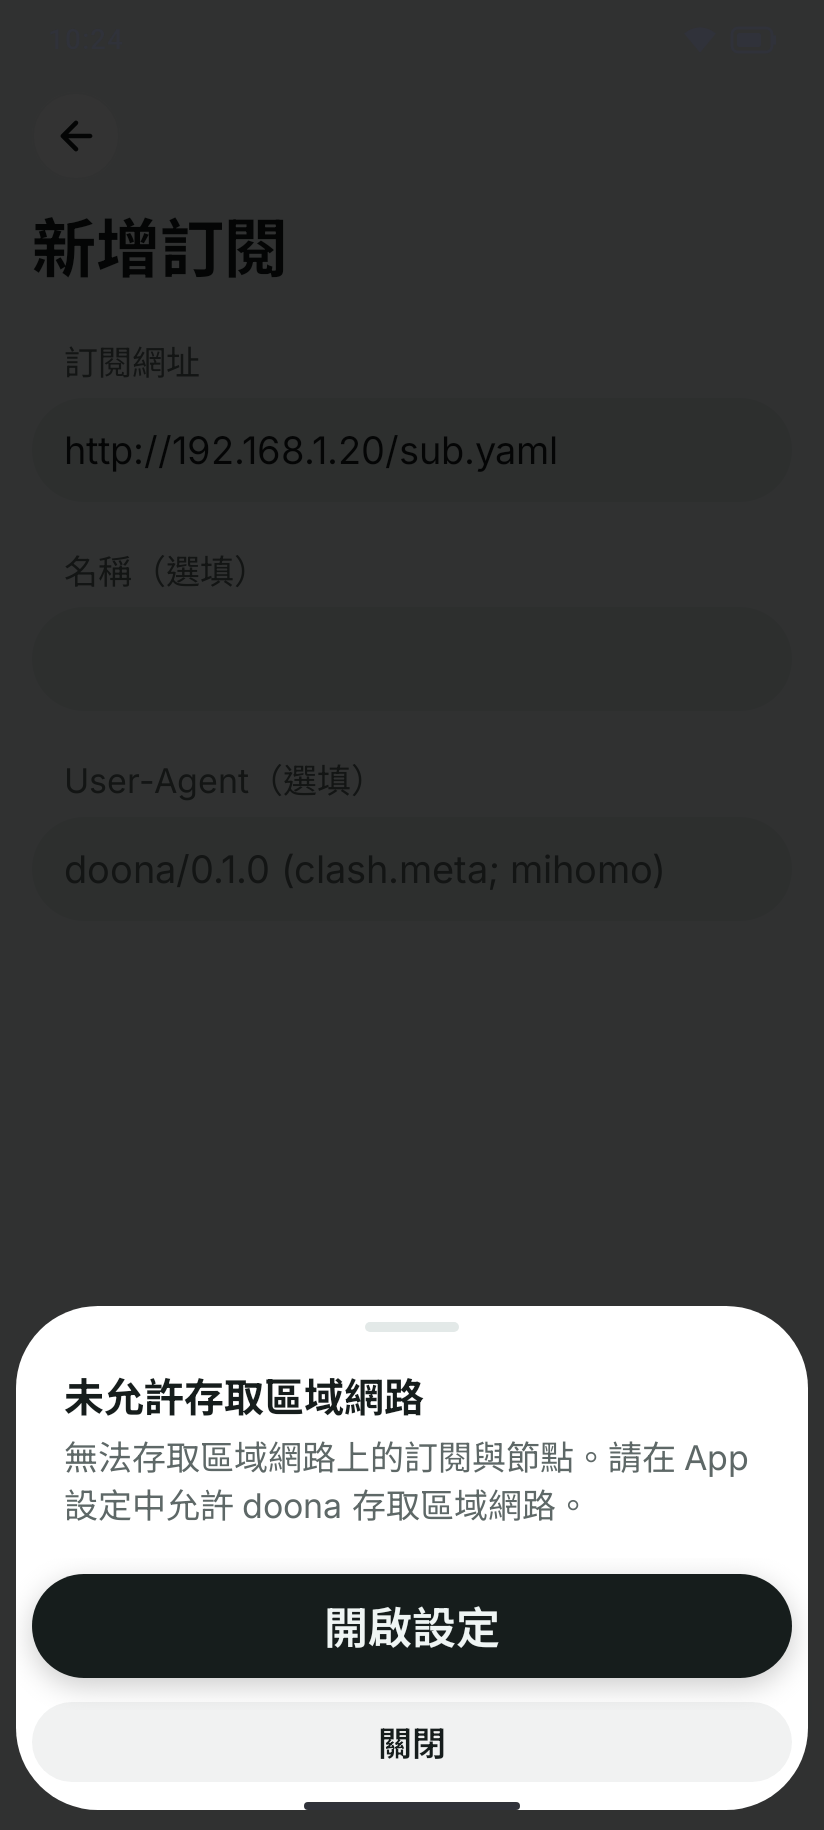 新增訂閱
訂閱網址
http://192.168.1.20/sub.yaml
名稱（選填）
User-Agent（選填）
doona/0.1.0 (clash.meta; mihomo)
未允許存取區域網路
無法存取區域網路上的訂閱與節點。請在 App
設定中允許 doona 存取區域網路。
開啟設定
關閉